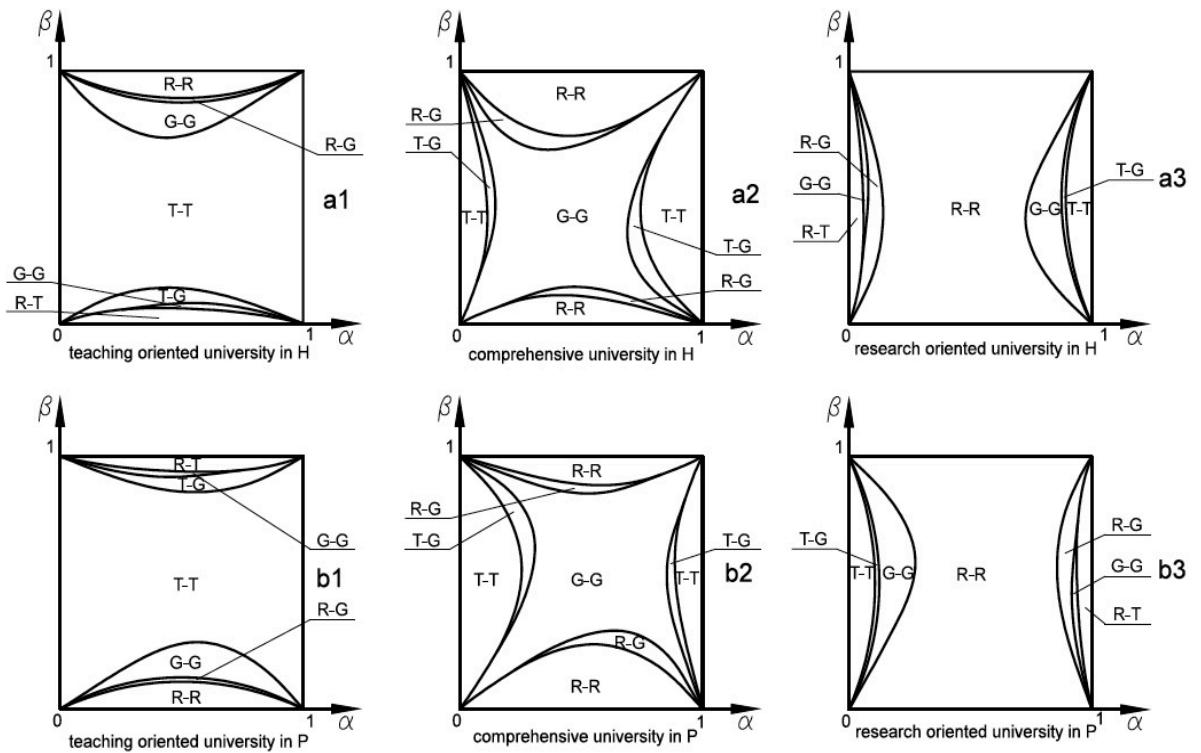 β
1
R-R
G-G
R-G
T-T
a1
G-G
T-G
R-T
0
1
α
teaching oriented university in H
β
1
R-R
R-G
T-G
T-T
G-G
T-T
a2
T-G
R-G
R-R
0
1
α
comprehensive university in H
β
1
R-G
G-G
R-T
R-R
G-G
T-T
T-G
a3
0
1
α
research oriented university in H
β
1
R-T
T-G
G-G
T-T
b1
R-G
G-G
R-R
0
1
α
teaching oriented university in P
β
1
R-R
R-G
T-G
T-G
T-T
G-G
T-T
b2
R-G
R-R
0
1
α
comprehensive university in P
β
1
T-G
T-T
G-G
R-R
R-G
G-G
R-T
b3
0
1
α
research oriented university in P